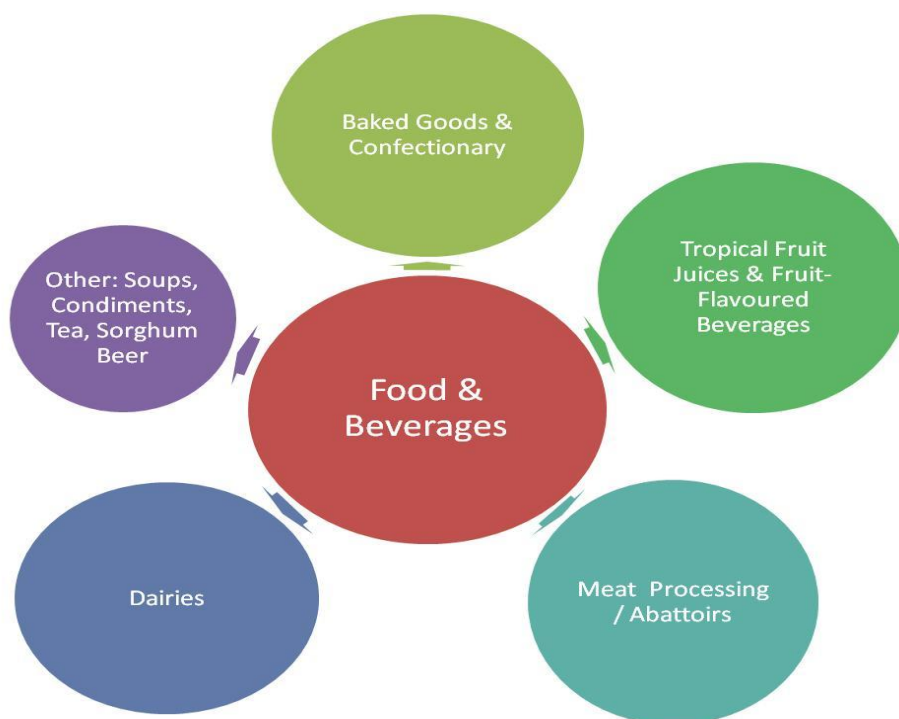 Baked Goods &
Confectionary
Tropical Fruit
Juices & Fruit-
Flavoured
Beverages
Other: Soups,
Condiments,
Tea, Sorghum
Beer
Food &
Beverages
Dairies
Meat Processing
/ Abattoirs